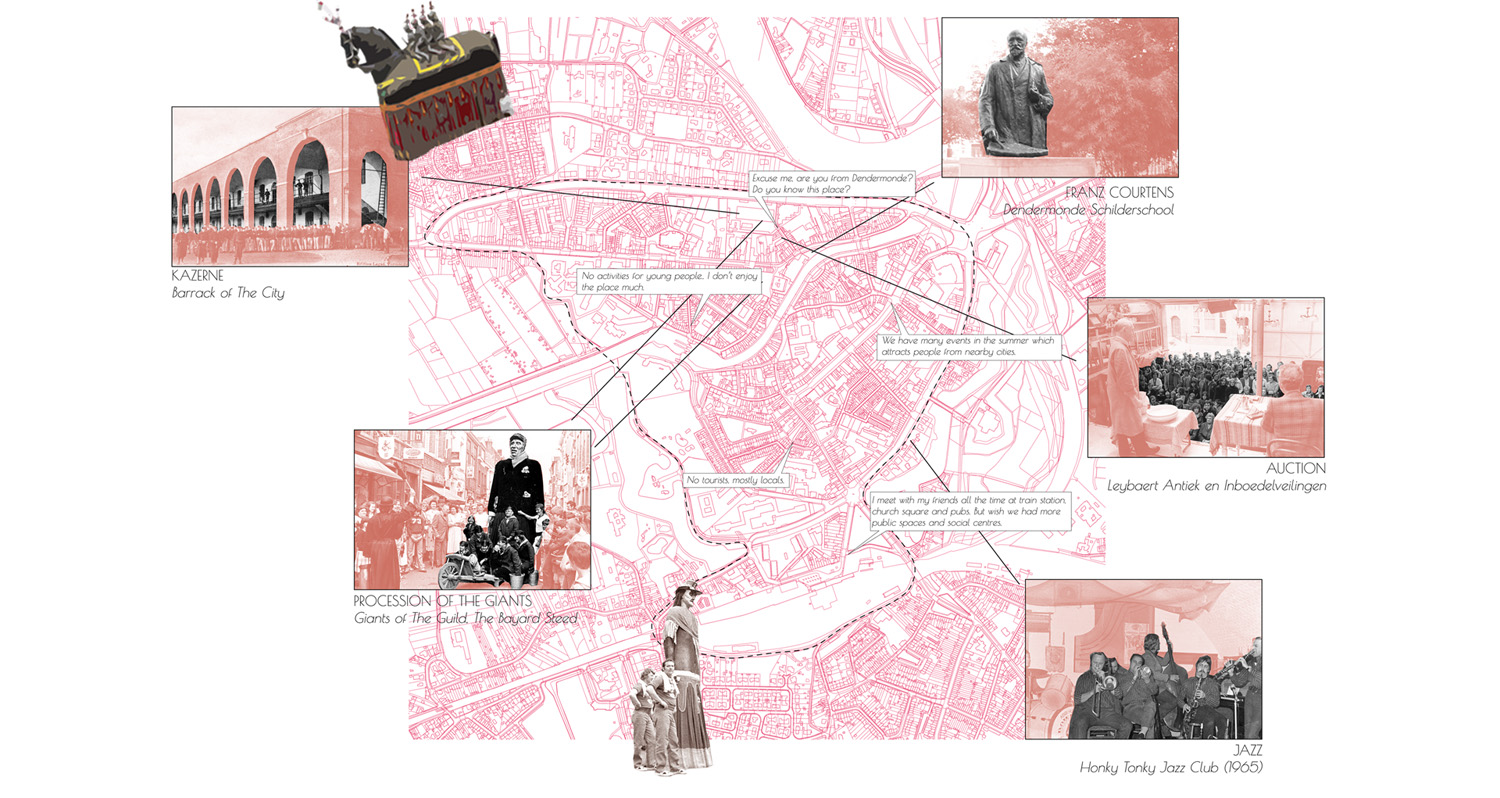 Excuse me, are you from Dendermonde?
Do you know this place?
FRANZ COURTENS
Dendermonde Schilderschool
KAZERNE
Barrack of The City
No activities for young people, I don't enjoy
the place much.
We have many events in the summer which
attracts people from nearby cities.
AUCTION
Leybaert Antiek en Inboedelveilingen
No tourists, mostly locals.
I meet with my friends all the time at train station,
church square and pubs. But wish we had more
public spaces and social centres.
PROCESSION OF THE GIANTS
Giants of The Guild, The Bayard Steed
JAZZ
Honky Tonky Jazz Club (1965)